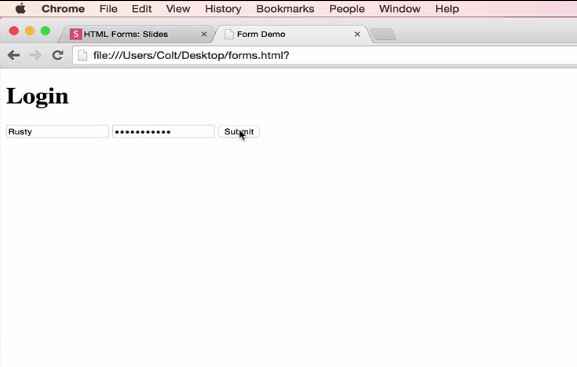 Chrome File Edit View History Bookmarks People Window Help
S HTML Forms: Slides × Form Demo ×
file:///Users/Colt/Desktop/forms.html?
Login
Rusty ••••••••••• Submit